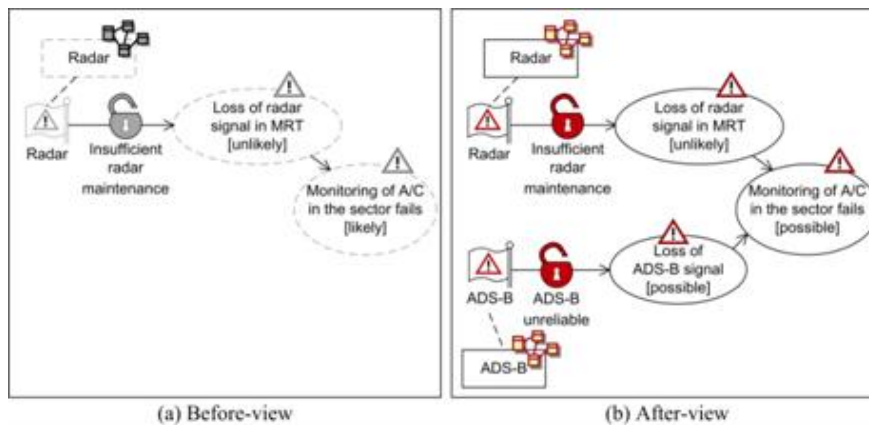 Radar
Radar
Insufficient
radar
maintenance
Loss of radar
signal in MRT
[unlikely]
Monitoring of A/C
in the sector fails
[likely]
(a) Before-view
Radar
Radar
Insufficient
radar
maintenance
Loss of radar
signal in MRT
[unlikely]
Monitoring of A/C
in the sector fails
[possible]
Loss of
ADS-B signal
[possible]
ADS-B
ADS-B
unreliable
ADS-B
(b) After-view